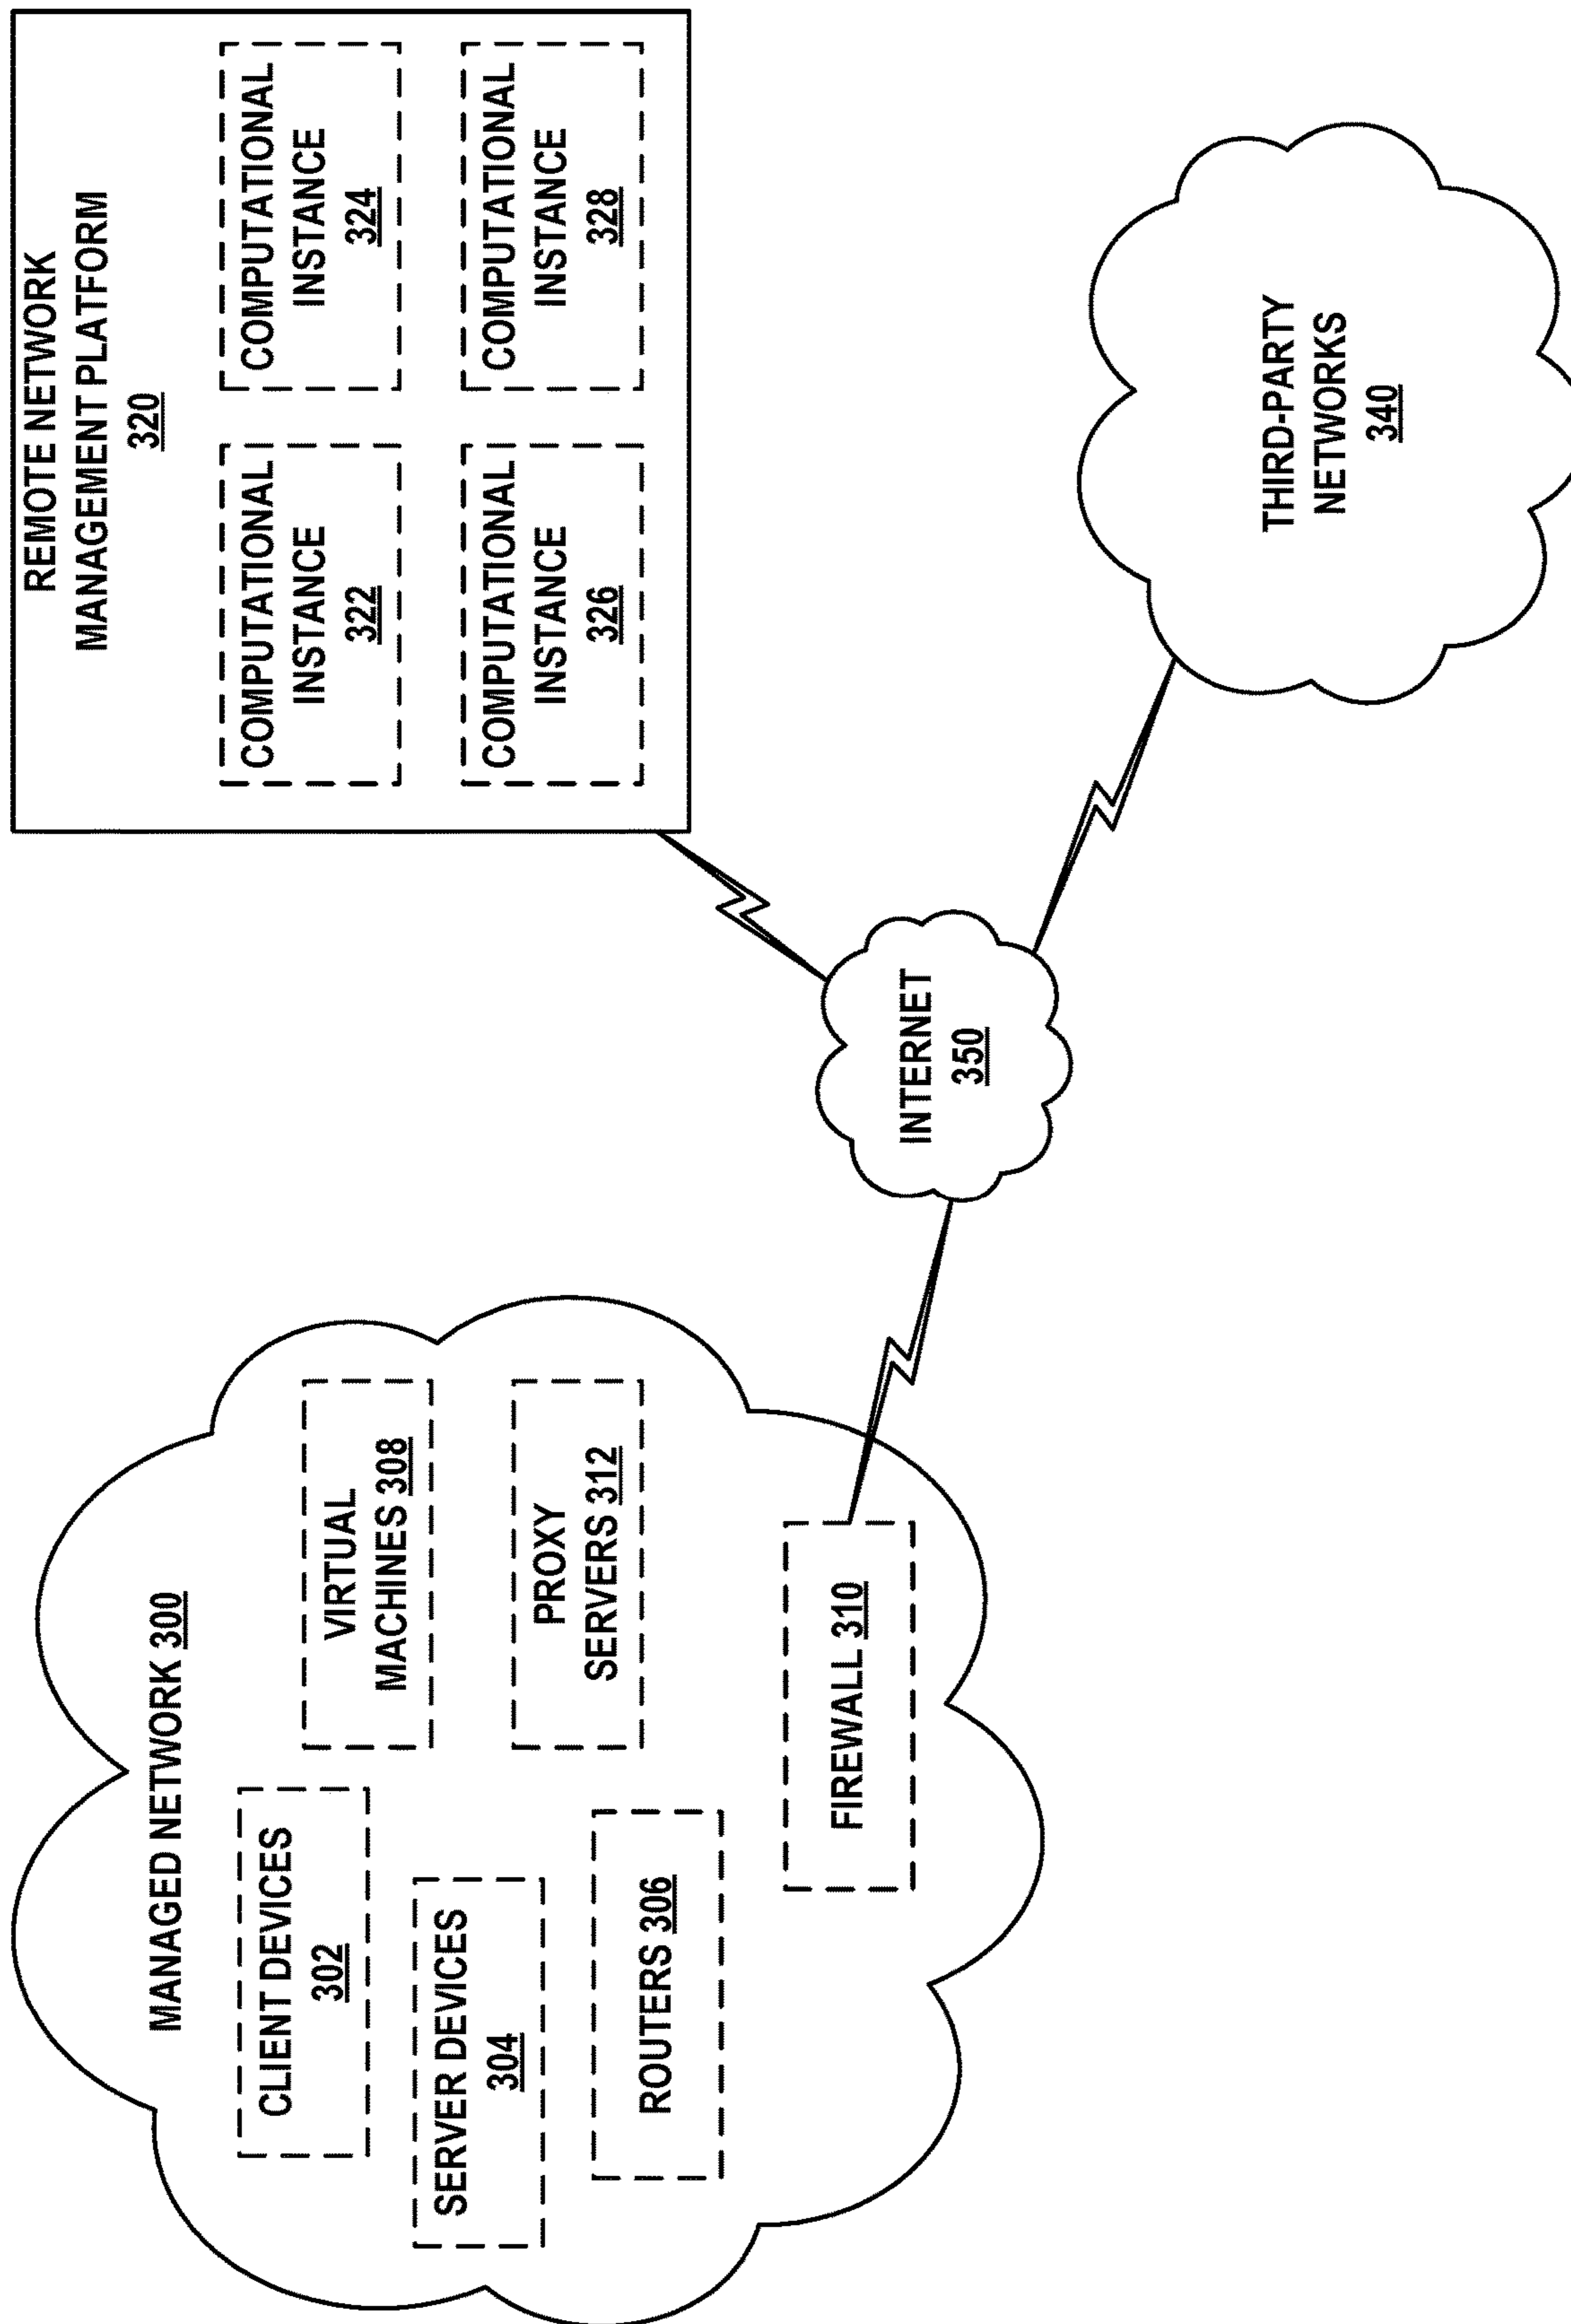 MANAGED NETWORK 300
CLIENT DEVICES
302
SERVER DEVICES
304
ROUTERS 306
VIRTUAL
MACHINES 308
PROXY
SERVERS 312
FIREWALL 310
INTERNET
350
REMOTE NETWORK
MANAGEMENT PLATFORM
320
COMPUTATIONAL
INSTANCE
322
COMPUTATIONAL
INSTANCE
324
COMPUTATIONAL
INSTANCE
326
COMPUTATIONAL
INSTANCE
328
THIRD-PARTY
NETWORKS
340